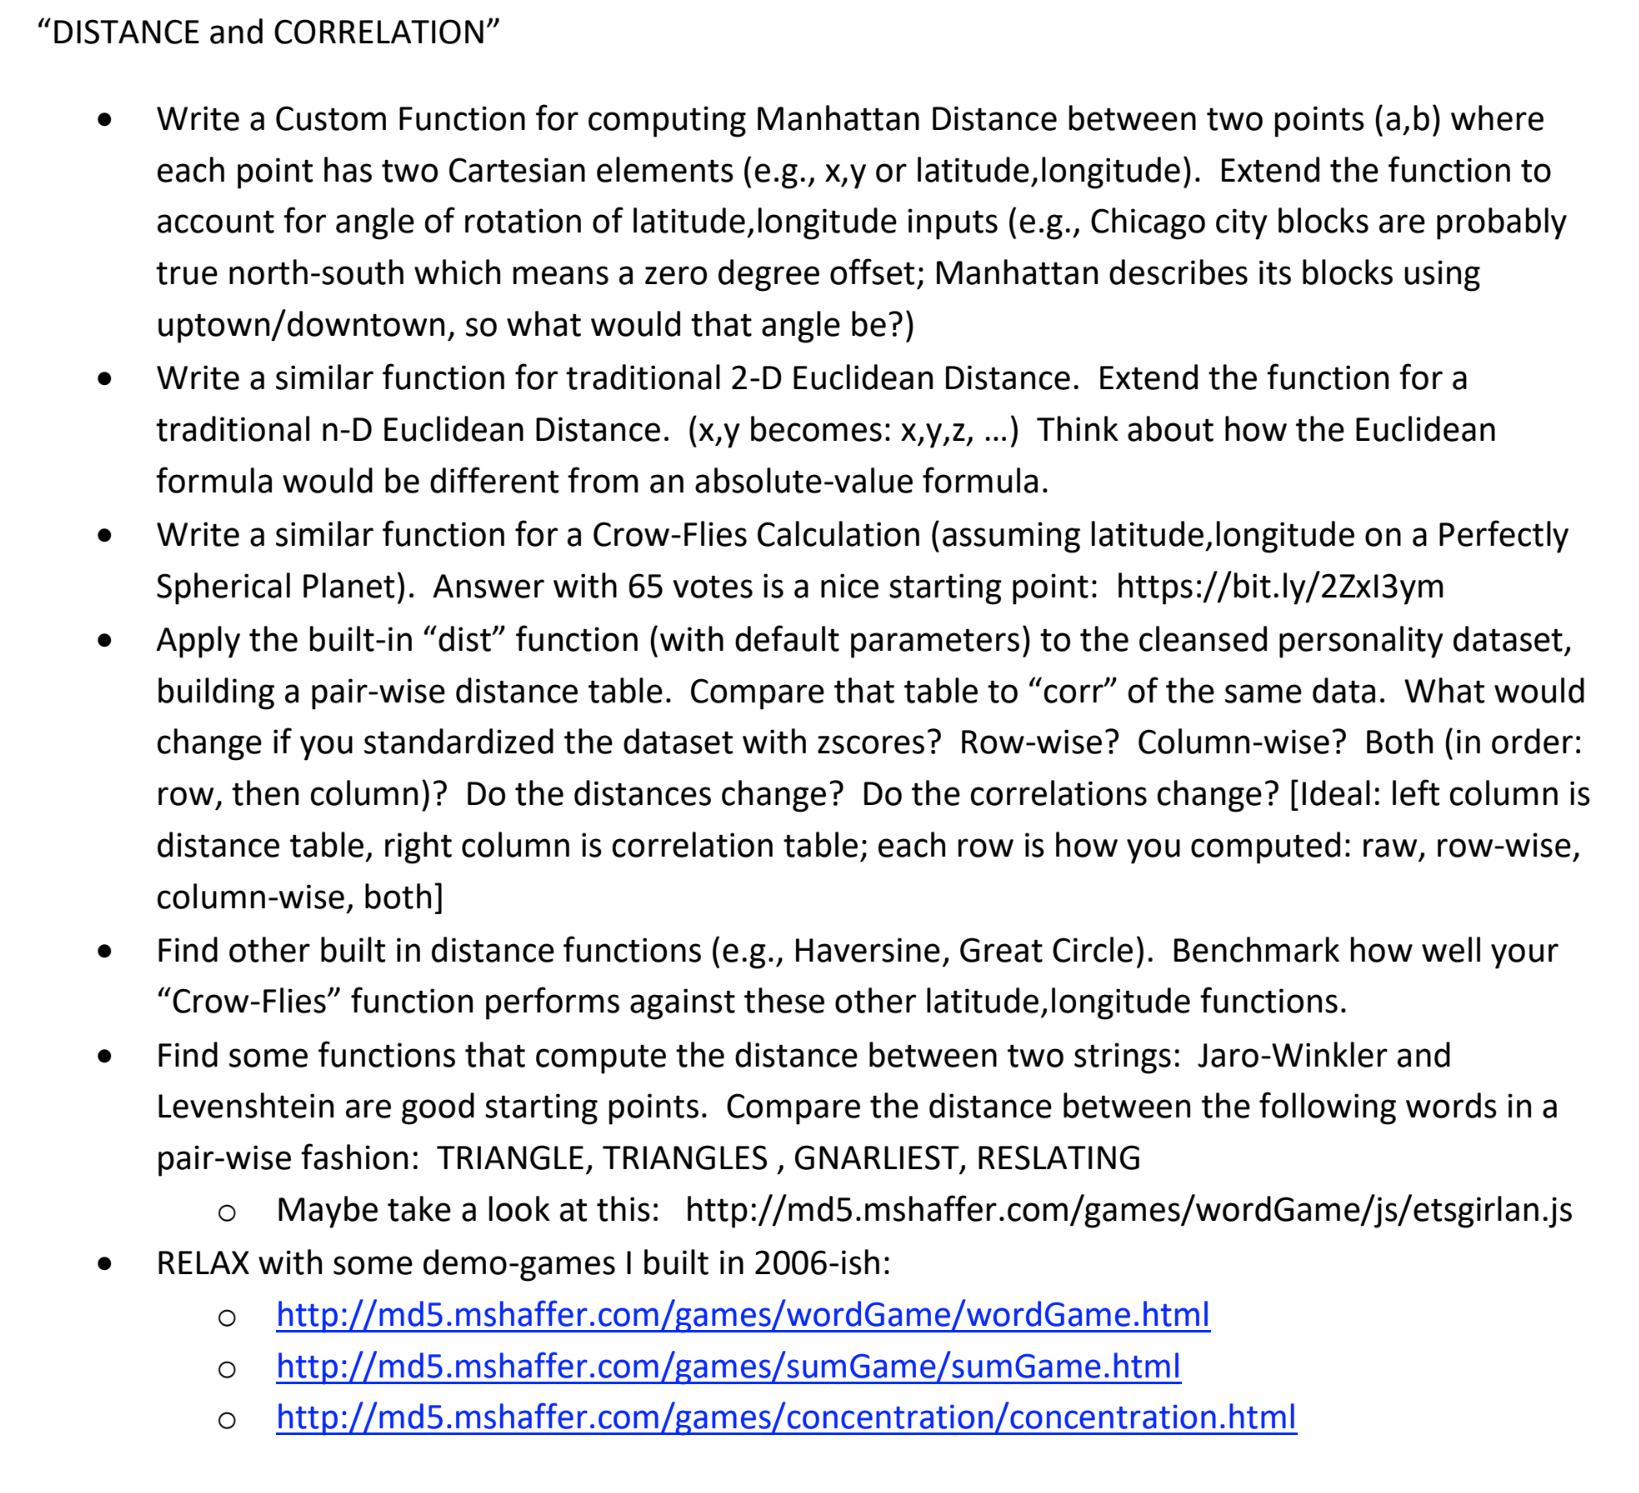 “DISTANCE and CORRELATION”
• Write a Custom Function for computing Manhattan Distance between two points (a,b) where
each point has two Cartesian elements (e.g., x,y or latitude,longitude).  Extend the function to
account for angle of rotation of latitude,longitude inputs (e.g., Chicago city blocks are probably
true north-south which means a zero degree offset; Manhattan describes its blocks using
uptown/downtown, so what would that angle be?)
• Write a similar function for traditional 2-D Euclidean Distance.  Extend the function for a
traditional n-D Euclidean Distance.  (x,y becomes: x,y,z, …)  Think about how the Euclidean
formula would be different from an absolute-value formula.
• Write a similar function for a Crow-Flies Calculation (assuming latitude,longitude on a Perfectly
Spherical Planet).  Answer with 65 votes is a nice starting point:  https://bit.ly/2ZxI3ym
• Apply the built-in “dist” function (with default parameters) to the cleansed personality dataset,
building a pair-wise distance table.  Compare that table to “corr” of the same data.  What would
change if you standardized the dataset with zscores?  Row-wise?  Column-wise?  Both (in order:
row, then column)?  Do the distances change?  Do the correlations change? [Ideal: left column is
distance table, right column is correlation table; each row is how you computed: raw, row-wise,
column-wise, both]
• Find other built in distance functions (e.g., Haversine, Great Circle).  Benchmark how well your
“Crow-Flies” function performs against these other latitude,longitude functions.
• Find some functions that compute the distance between two strings:  Jaro-Winkler and
Levenshtein are good starting points.  Compare the distance between the following words in a
pair-wise fashion:  TRIANGLE, TRIANGLES , GNARLIEST, RESLATING
o Maybe take a look at this:   http://md5.mshaffer.com/games/wordGame/js/etsgirlan.js
• RELAX with some demo-games I built in 2006-ish:
o http://md5.mshaffer.com/games/wordGame/wordGame.html
o http://md5.mshaffer.com/games/sumGame/sumGame.html
o http://md5.mshaffer.com/games/concentration/concentration.html